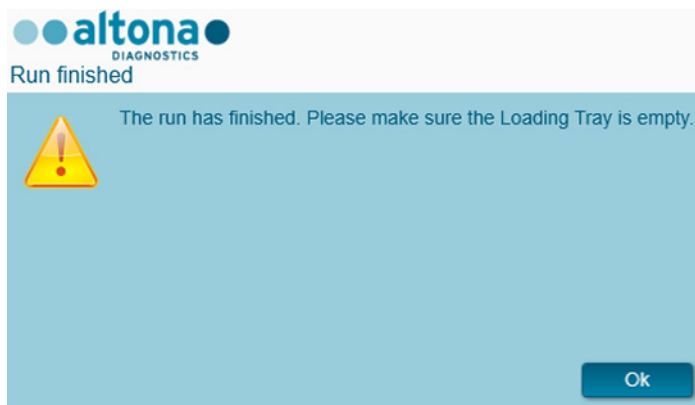 altona
DIAGNOSTICS
Run finished
The run has finished. Please make sure the Loading Tray is empty.
Ok